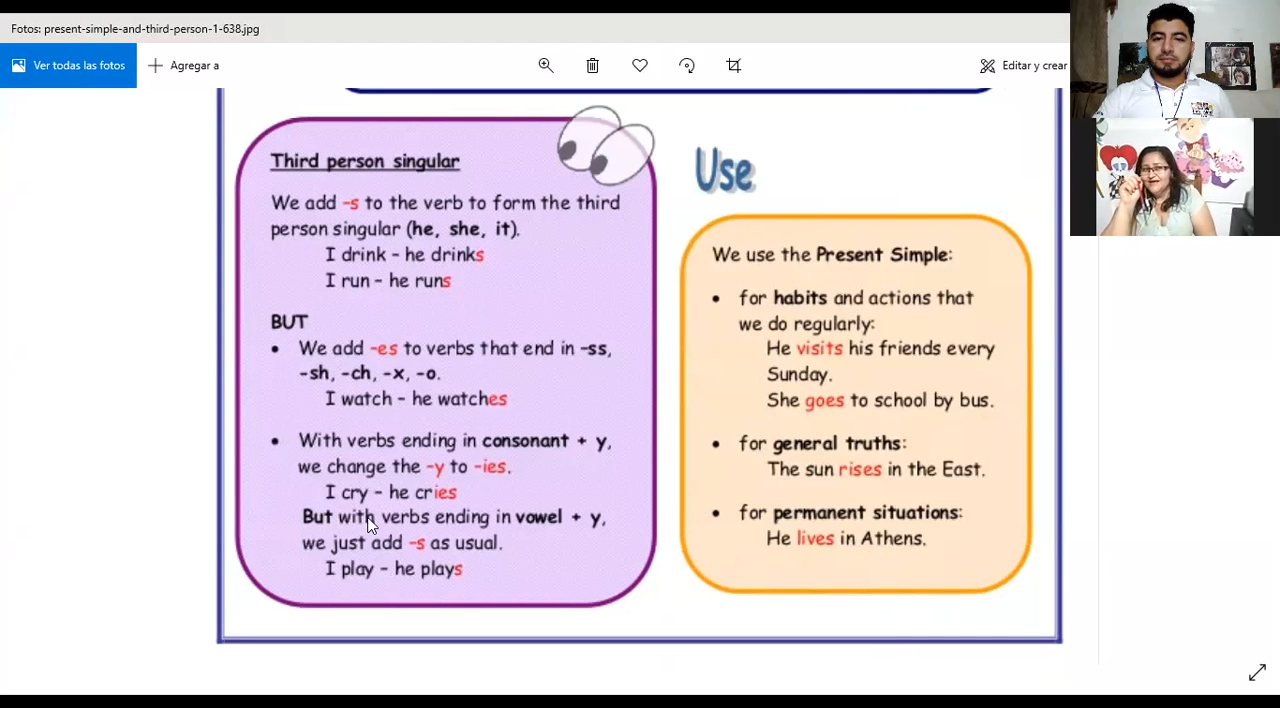 Fotos: present-simple-and-third-person-1-638.jpg
Ver todas las fotos
Agregar a
Editar y crear
Third person singular
We add -s to the verb to form the third
person singular (he, she, it).
I drink - he drinks
I run - he runs
BUT
We add -es to verbs that end in -ss,
-sh, -ch, -x, -o.
I watch - he watches
With verbs ending in consonant + y,
we change the -y to -ies.
I cry - he cries
But with verbs ending in vowel + y,
we just add -s as usual.
I play - he plays
Use
We use the Present Simple:
for habits and actions that
we do regularly:
He visits his friends every
Sunday.
She goes to school by bus.
for general truths:
The sun rises in the East.
for permanent situations:
He lives in Athens.